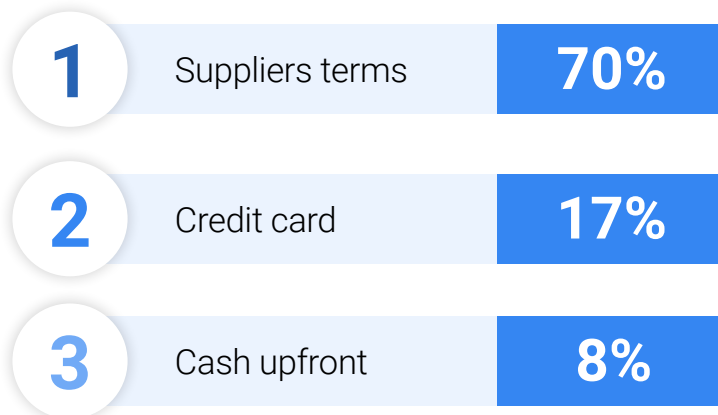 1 Suppliers terms 70%
2 Credit card 17%
3 Cash upfront 8%